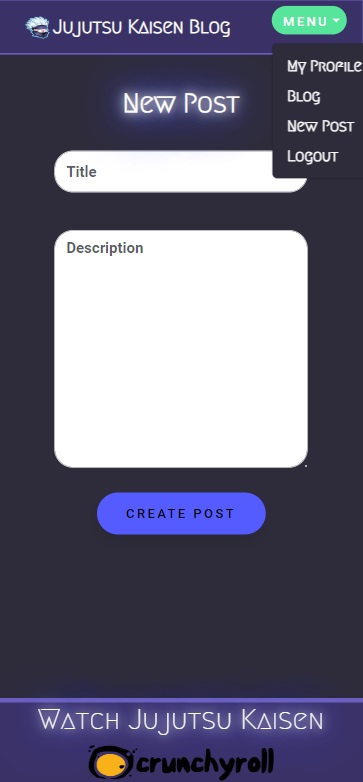 Jujutsu Kaisen Blog
MENU
My Profile
Blog
New Post
Logout
New Post
Title
Description
CREATE POST
Watch Jujutsu Kaisen
crunchyroll